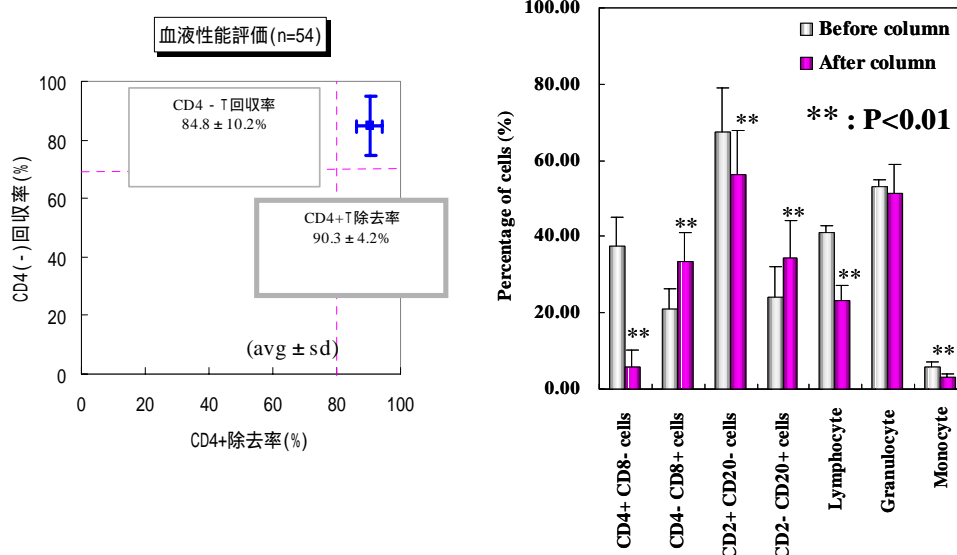 血液性能評価(n=54)
100
80
60
40
20
0
CD4(-)回収率(%)
CD4 - T回収率
84.8±10.2%
CD4+T除去率
90.3±4.2%
(avg ± sd)
0 20 40 60 80 100
CD4+除去率(%)
100.00
80.00
60.00
40.00
20.00
0.00
Percentage of cells (%)
Before column
After column
** : P<0.01
**
**
**
**
**
**
CD4+ CD8- cells
CD4- CD8+ cells
CD2+ CD20- cells
CD2- CD20+ cells
Lymphocyte
Granulocyte
Monocyte